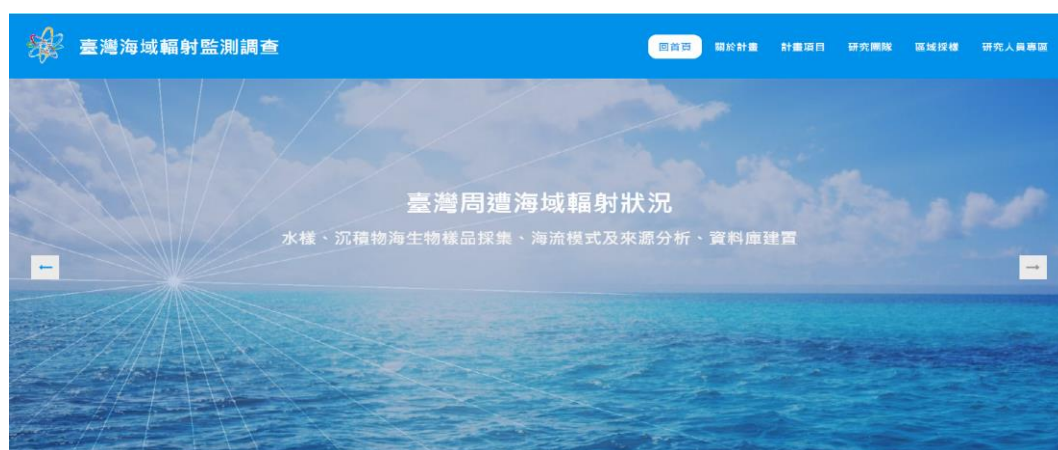 臺灣海域輻射監測調查
回首頁 關於計畫 計畫項目 研究團隊 區域採樣 研究人員專區
臺灣周遭海域輻射狀況
水樣、沉積物海生物樣品採集、海流模式及來源分析、資料庫建置